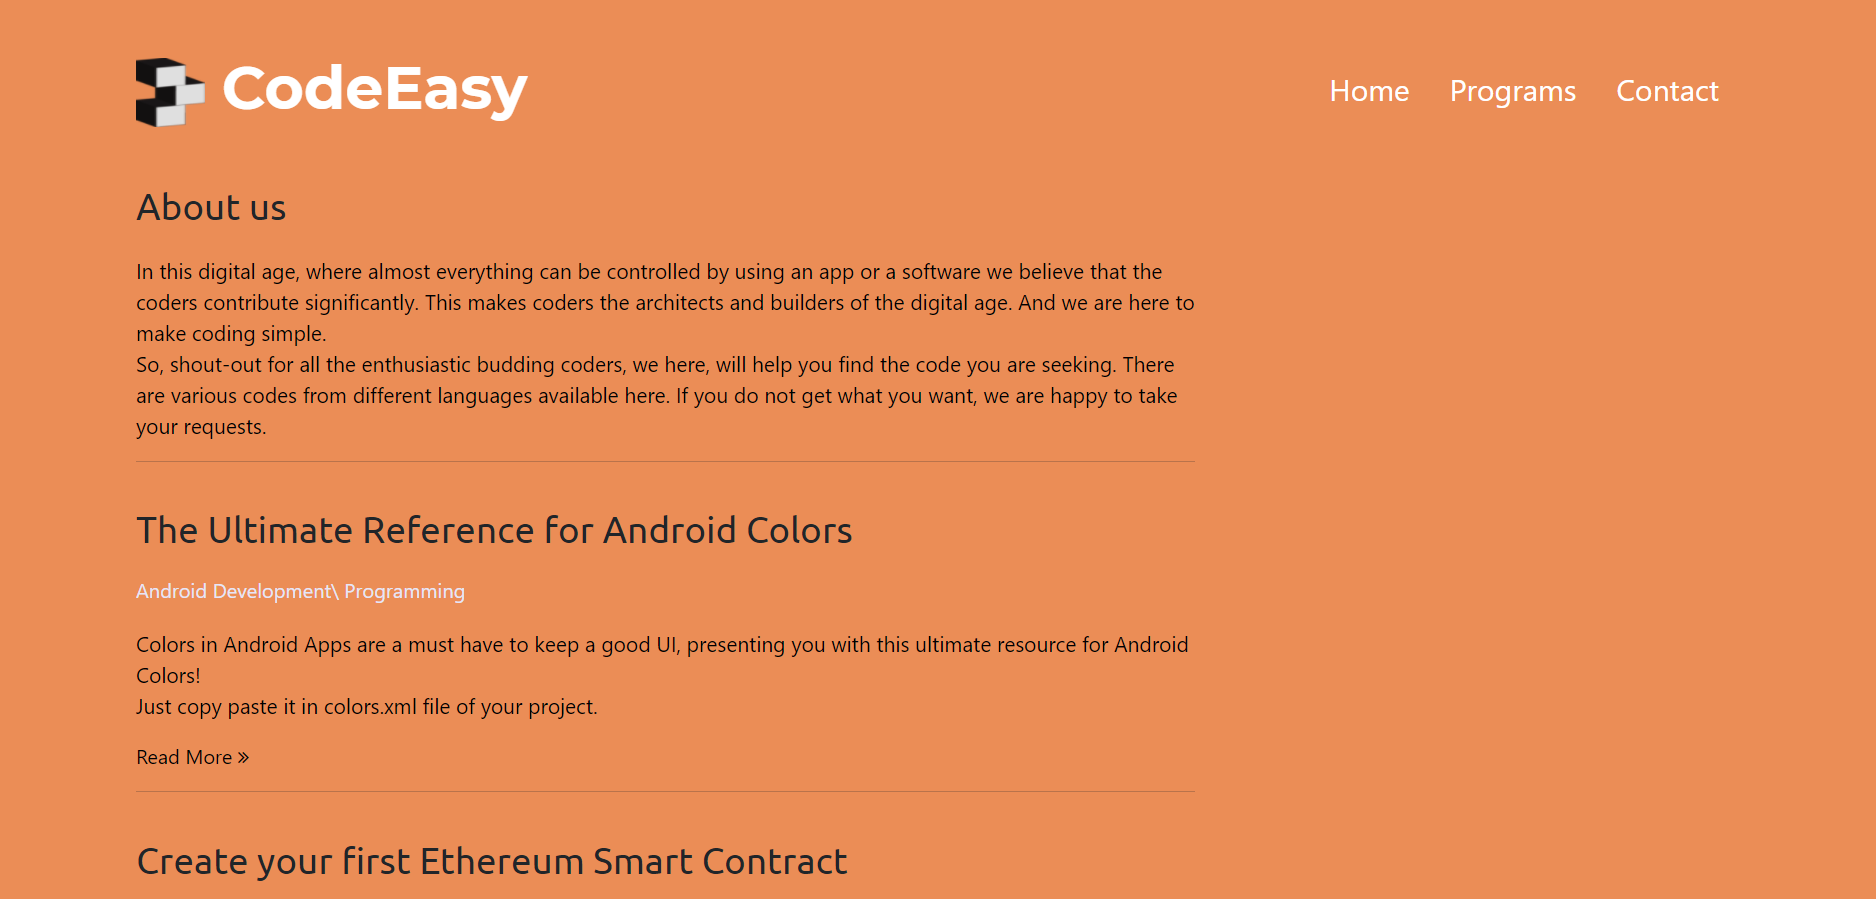 CodeEasy
Home Programs Contact
About us
In this digital age, where almost everything can be controlled by using an app or a software we believe that the
coders contribute significantly. This makes coders the architects and builders of the digital age. And we are here to
make coding simple.
So, shout-out for all the enthusiastic budding coders, we here, will help you find the code you are seeking. There
are various codes from different languages available here. If you do not get what you want, we are happy to take
your requests.
The Ultimate Reference for Android Colors
Android Development\ Programming
Colors in Android Apps are a must have to keep a good UI, presenting you with this ultimate resource for Android
Colors!
Just copy paste it in colors.xml file of your project.
Read More »
Create your first Ethereum Smart Contract